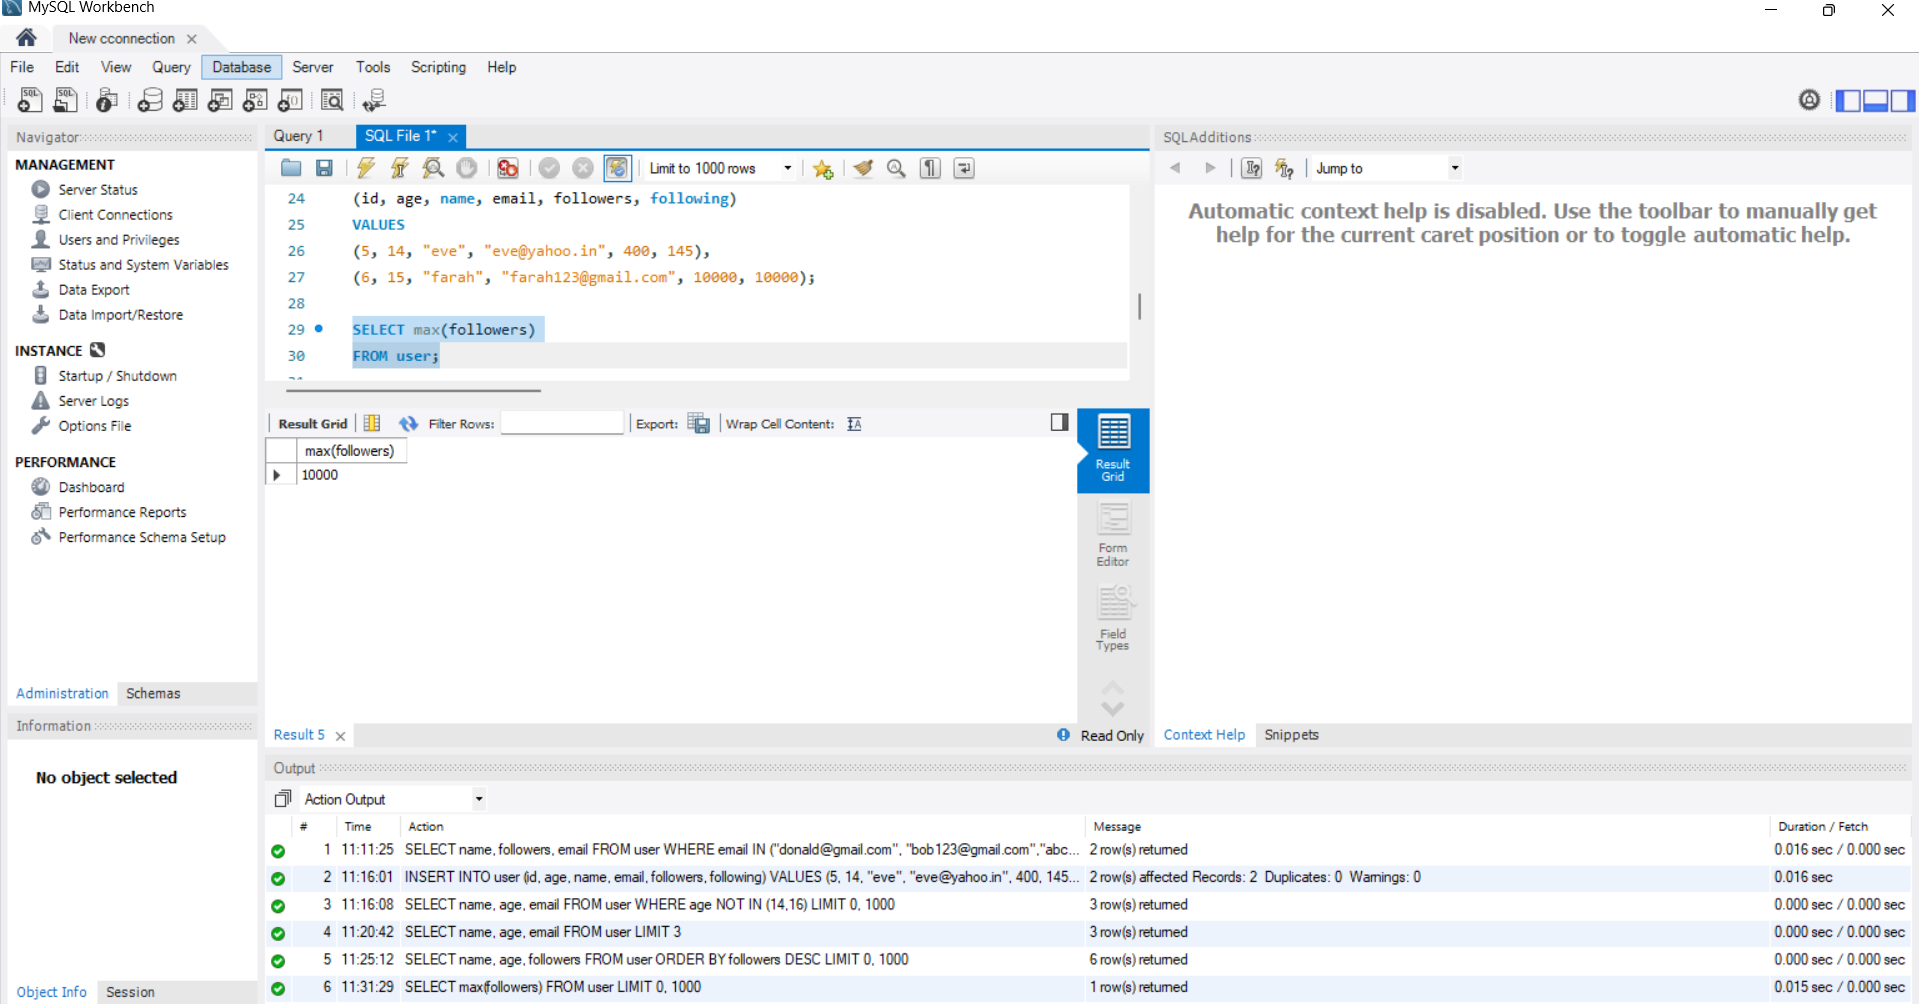 MySQL Workbench
New cconnection
File Edit View Query Database Server Tools Scripting Help
Navigator
MANAGEMENT
Server Status
Client Connections
Users and Privileges
Status and System Variables
Data Export
Data Import/Restore
INSTANCE
Startup / Shutdown
Server Logs
Options File
PERFORMANCE
Dashboard
Performance Reports
Performance Schema Setup
Administration Schemas
Information
No object selected
Object Info Session
Query 1 SQL File 1*
Limit to 1000 rows
24 (id, age, name, email, followers, following)
25 VALUES
26 (5, 14, "eve", "eve@yahoo.in", 400, 145),
27 (6, 15, "farah", "farah123@gmail.com", 10000, 10000);
28
29 SELECT max(followers)
30 FROM user;
Result Grid Filter Rows: Export: Wrap Cell Content:
max(followers)
10000
Result
Grid
Form
Editor
Field
Types
Result 5 Read Only
SQLAdditions
Jump to
Automatic context help is disabled. Use the toolbar to manually get
help for the current caret position or to toggle automatic help.
Context Help Snippets
Output
Action Output
# Time Action Message Duration / Fetch
1 11:11:25 SELECT name, followers, email FROM user WHERE email IN ("donald@gmail.com", "bob123@gmail.com","abc... 2 row(s) returned 0.016 sec / 0.000 sec
2 11:16:01 INSERT INTO user (id, age, name, email, followers, following) VALUES (5, 14, "eve", "eve@yahoo.in", 400, 145... 2 row(s) affected Records: 2 Duplicates: 0 Warnings: 0 0.016 sec
3 11:16:08 SELECT name, age, email FROM user WHERE age NOT IN (14,16) LIMIT 0, 1000 3 row(s) returned 0.000 sec / 0.000 sec
4 11:20:42 SELECT name, age, email FROM user LIMIT 3 3 row(s) returned 0.000 sec / 0.000 sec
5 11:25:12 SELECT name, age, followers FROM user ORDER BY followers DESC LIMIT 0, 1000 6 row(s) returned 0.000 sec / 0.000 sec
6 11:31:29 SELECT max(followers) FROM user LIMIT 0, 1000 1 row(s) returned 0.015 sec / 0.000 sec